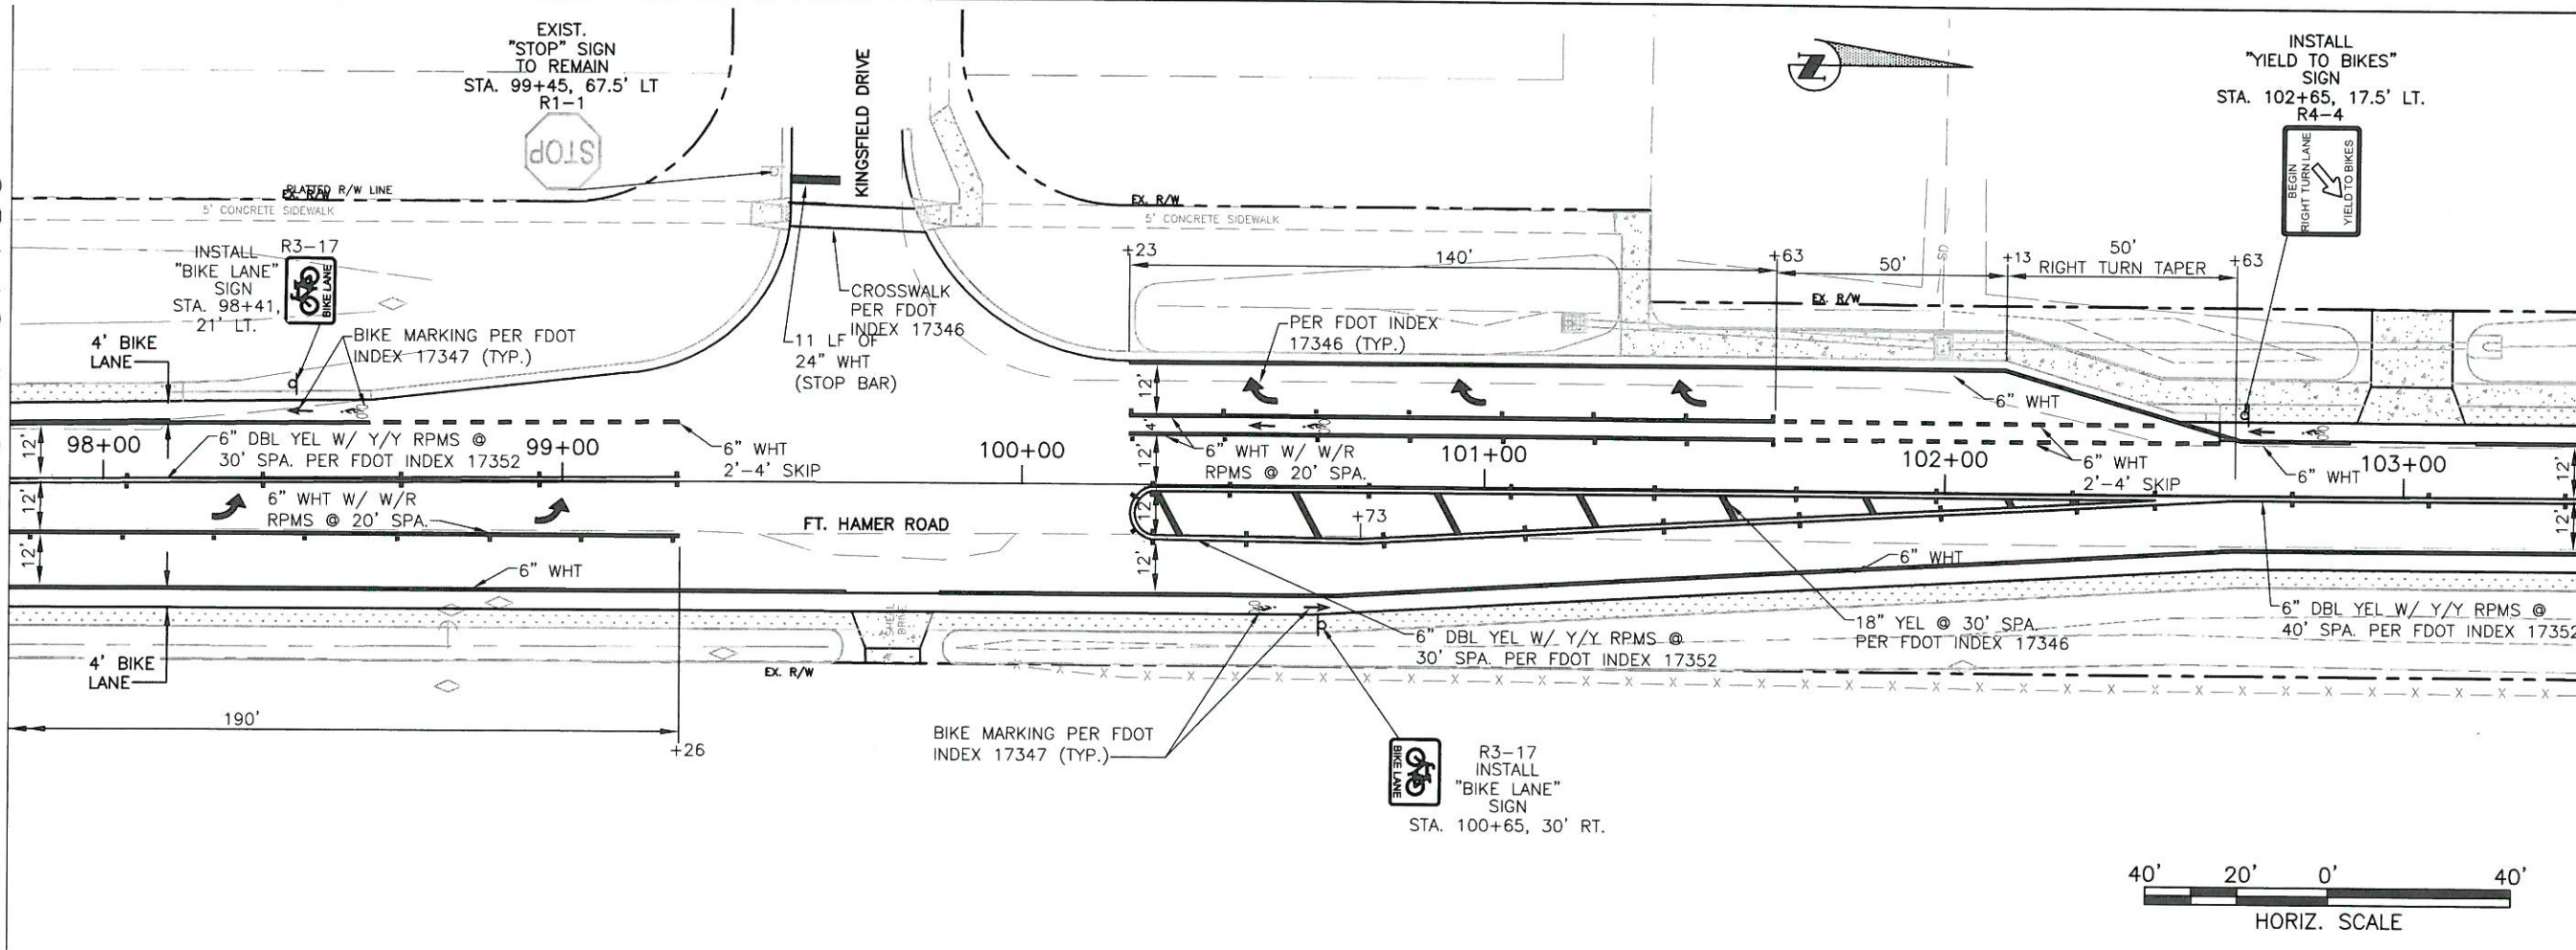 EXIST.
"STOP" SIGN
TO REMAIN
STA. 99+45, 67.5' LT
R1-1
STOP
KINGSFIELD DRIVE
Z
INSTALL
"YIELD TO BIKES"
SIGN
STA. 102+65, 17.5' LT.
R4-4
BEGIN
RIGHT TURN LANE
YIELD TO BIKES
PLATTED R/W LINE
EX. R/W
5' CONCRETE SIDEWALK
EX. R/W
5' CONCRETE SIDEWALK
INSTALL
"BIKE LANE"
SIGN
STA. 98+41,
21' LT.
R3-17
BIKE LANE
4' BIKE
LANE
BIKE MARKING PER FDOT
INDEX 17347 (TYP.)
CROSSWALK
PER FDOT
INDEX 17346
11 LF OF
24" WHT
(STOP BAR)
+23
140'
+63
50'
+13
50'
RIGHT TURN TAPER
+63
SD
EX. R/W
PER FDOT INDEX
17346 (TYP.)
12'
4'
12'
6" WHT
98+00
99+00
100+00
101+00
102+00
103+00
6" DBL YEL W/ Y/Y RPMS @
30' SPA. PER FDOT INDEX 17352
6" WHT
2'-4' SKIP
6" WHT W/ W/R
RPMS @ 20' SPA.
6" WHT
2'-4' SKIP
6" WHT
12'
12'
12'
12'
12'
6" WHT W/ W/R
RPMS @ 20' SPA.
FT. HAMER ROAD
12'
12'
+73
6" WHT
6" WHT
SHELL
DRIVE
4' BIKE
LANE
EX. R/W
6" DBL YEL W/ Y/Y RPMS @
30' SPA. PER FDOT INDEX 17352
18" YEL @ 30' SPA.
PER FDOT INDEX 17346
6" DBL YEL W/ Y/Y RPMS @
40' SPA. PER FDOT INDEX 17352
190'
+26
BIKE MARKING PER FDOT
INDEX 17347 (TYP.)
BIKE LANE
R3-17
INSTALL
"BIKE LANE"
SIGN
STA. 100+65, 30' RT.
40' 20' 0' 40'
HORIZ. SCALE